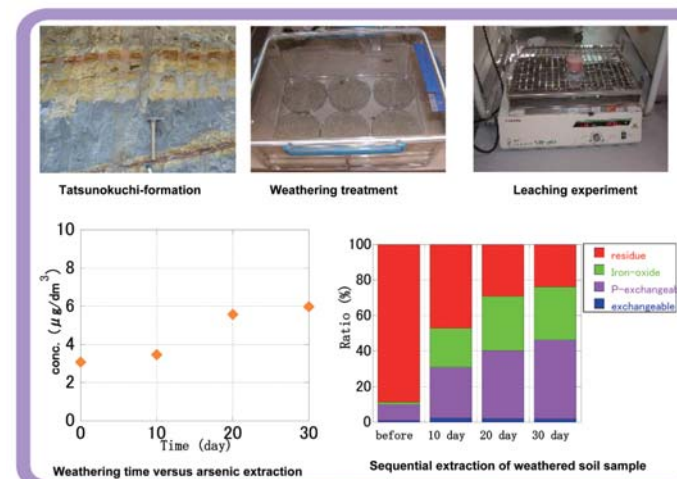 Tatsunokuchi-formation
Weathering treatment
Leaching experiment
conc. (μg/dm³)
10
8
6
4
2
0
0
10
20
30
Time (day)
Weathering time versus arsenic extraction
Ratio (%)
100
80
60
40
20
0
before
10 day
20 day
30 day
residue
Iron-oxide
P-exchangeable
exchangeable
Sequential extraction of weathered soil sample